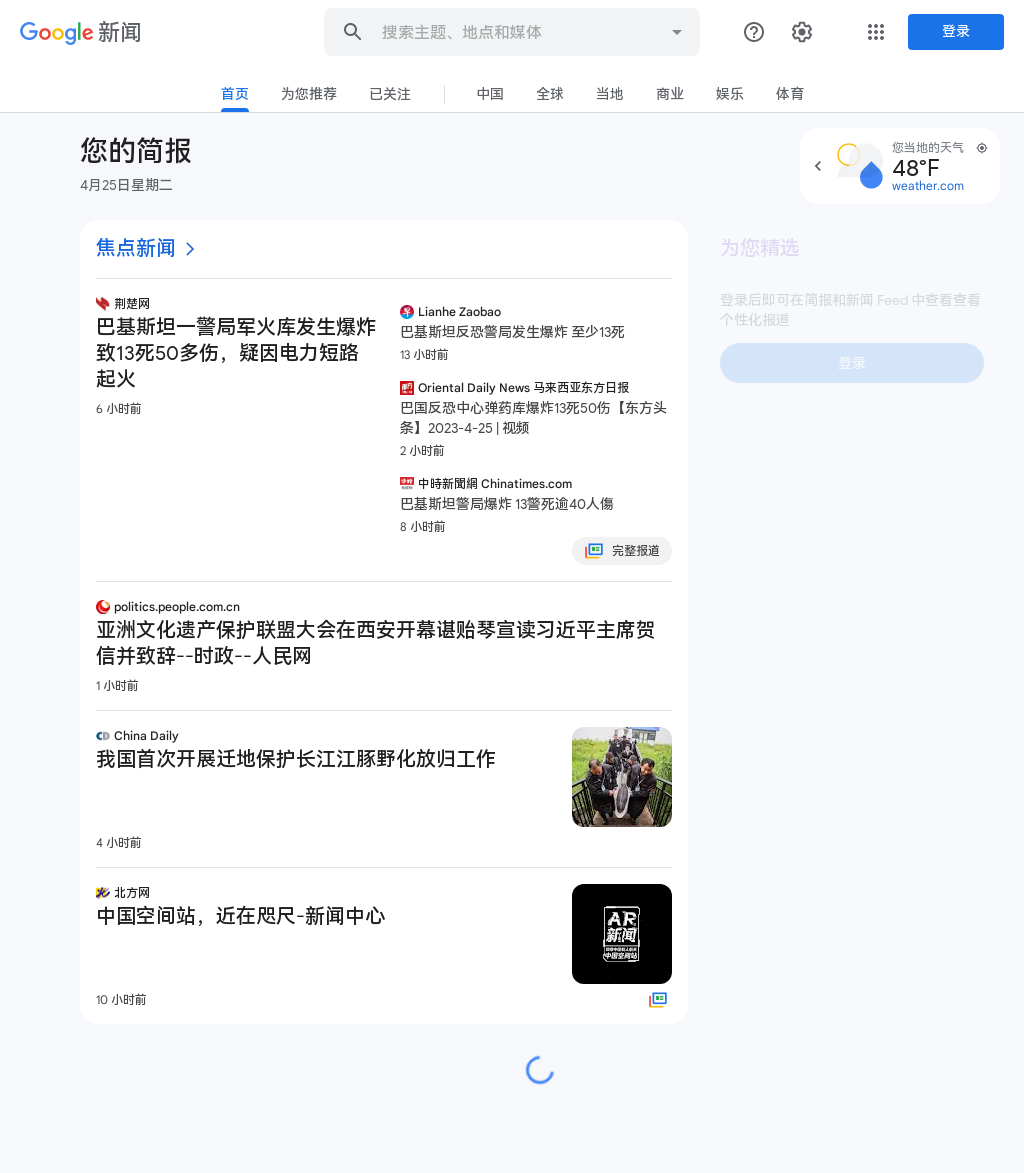 Google 新闻
搜索主题、地点和媒体
登录
首页
为您推荐
已关注
中国
全球
当地
商业
娱乐
体育
您的简报
4月25日星期二
您当地的天气
48°F
weather.com
焦点新闻
荆楚网
巴基斯坦一警局军火库发生爆炸
致13死50多伤，疑因电力短路
起火
6 小时前
Lianhe Zaobao
巴基斯坦反恐警局发生爆炸 至少13死
13 小时前
Oriental Daily News 马来西亚东方日报
巴国反恐中心弹药库爆炸13死50伤【东方头
条】2023-4-25 | 视频
2 小时前
中時新聞網 Chinatimes.com
巴基斯坦警局爆炸 13警死逾40人傷
8 小时前
完整报道
politics.people.com.cn
亚洲文化遗产保护联盟大会在西安开幕谌贻琴宣读习近平主席贺
信并致辞--时政--人民网
1 小时前
China Daily
我国首次开展迁地保护长江江豚野化放归工作
4 小时前
北方网
中国空间站，近在咫尺-新闻中心
AR
新闻
中国空间站
10 小时前
为您精选
登录后即可在简报和新闻 Feed 中查看查看
个性化报道
登录